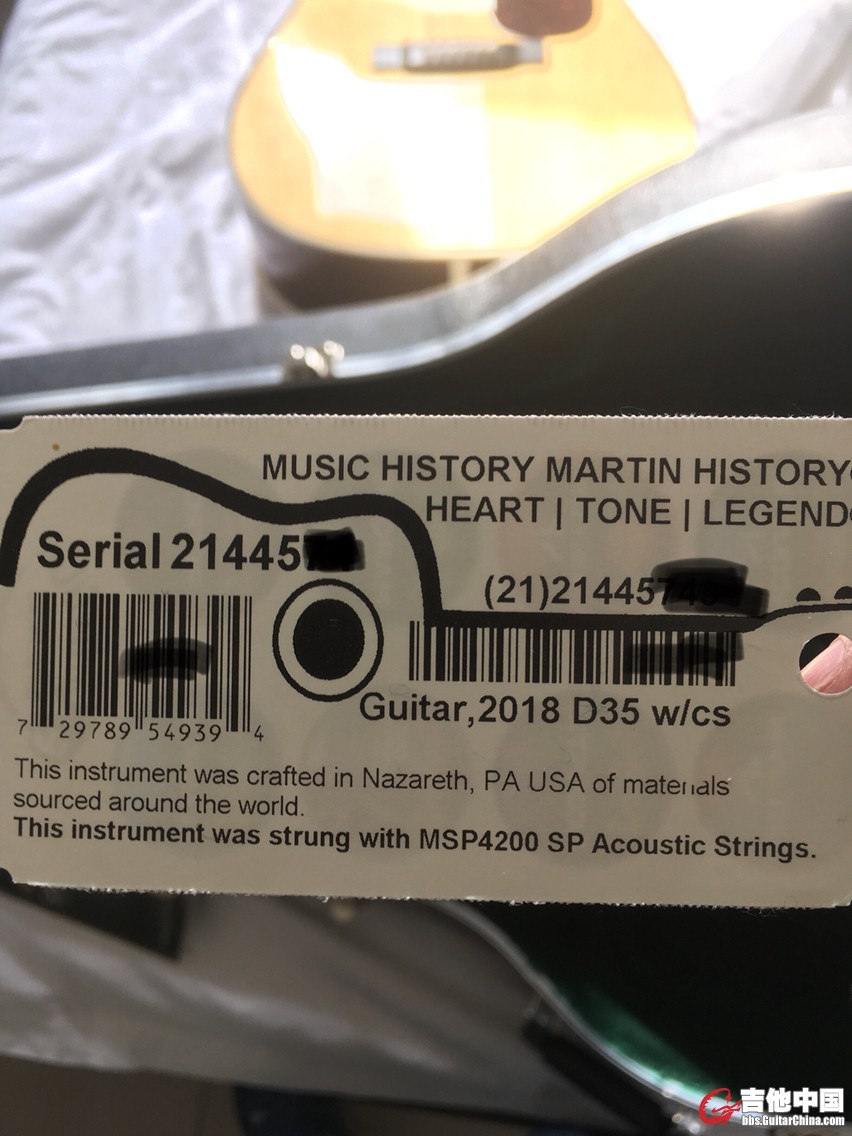 MUSIC HISTORY MARTIN HISTORY
HEART | TONE | LEGEND
Serial 21445
(21)21445
7 29789 54939 4
Guitar,2018 D35 w/cs
This instrument was crafted in Nazareth, PA USA of materials
sourced around the world.
This instrument was strung with MSP4200 SP Acoustic Strings.
吉他中国
bbs.GuitarChina.com